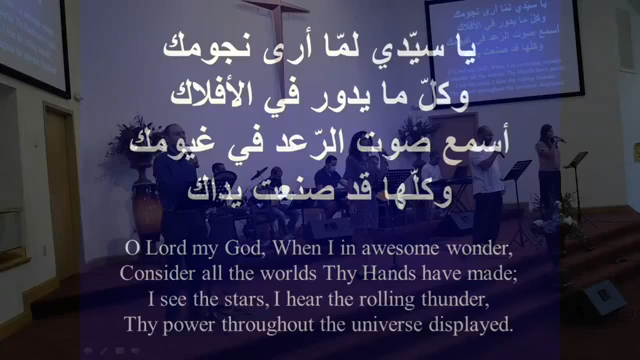 يا سيّدي لمّا أرى نجومك
وكلّ ما يدور في الأفلاك
أسمع صوت الرّعد في غيومك
وكلّها قد صنعت يداك
O Lord my God, When I in awesome wonder,
Consider all the worlds Thy Hands have made;
I see the stars, I hear the rolling thunder,
Thy power throughout the universe displayed.